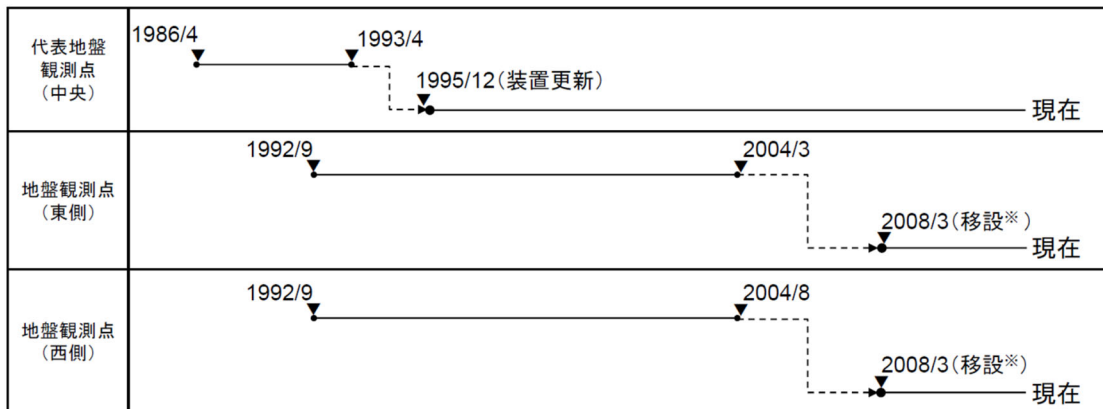 代表地盤
観測点
（中央）
1986/4
1993/4
1995/12（装置更新）
現在
地盤観測点
（東側）
1992/9
2004/3
2008/3（移設※）
現在
地盤観測点
（西側）
1992/9
2004/8
2008/3（移設※）
現在